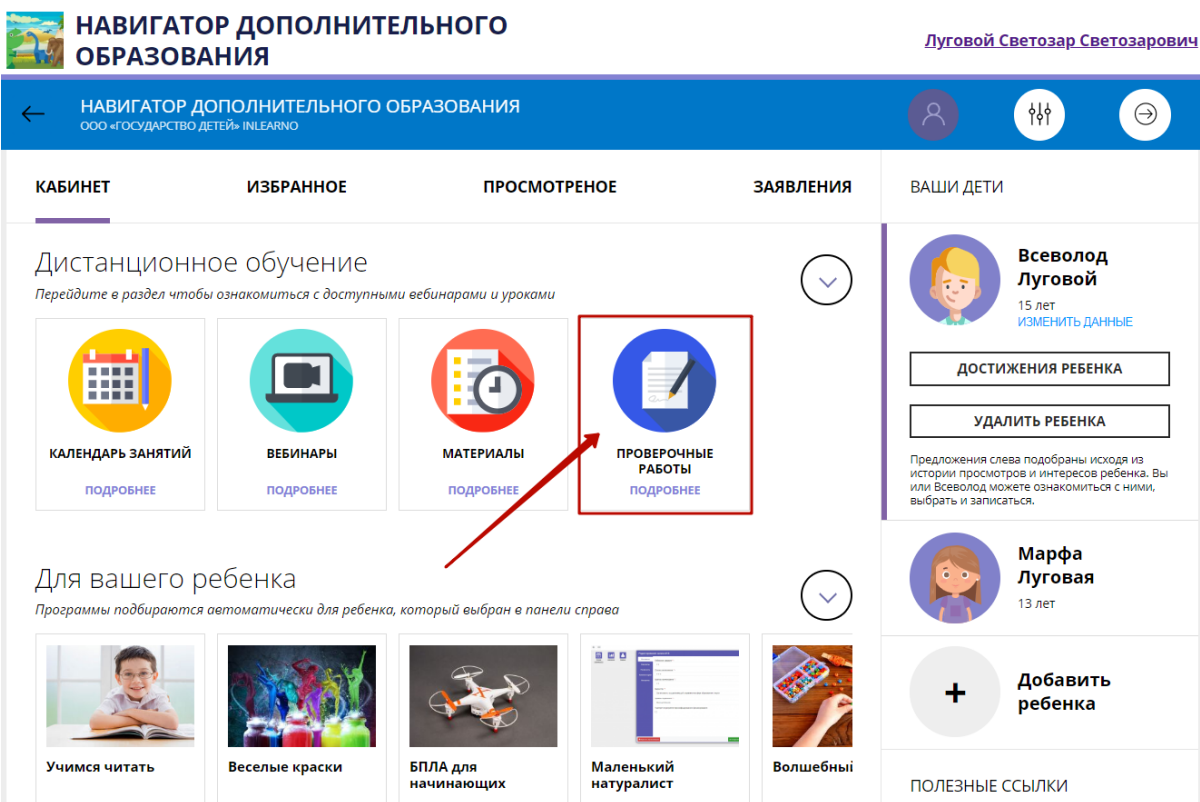 НАВИГАТОР ДОПОЛНИТЕЛЬНОГО
ОБРАЗОВАНИЯ
Луговой Светозар Светозарович
НАВИГАТОР ДОПОЛНИТЕЛЬНОГО ОБРАЗОВАНИЯ
ООО «ГОСУДАРСТВО ДЕТЕЙ» INLEARNO
КАБИНЕТ
ИЗБРАННОЕ
ПРОСМОТРЕНОЕ
ЗАЯВЛЕНИЯ
Дистанционное обучение
Перейдите в раздел чтобы ознакомиться с доступными вебинарами и уроками
КАЛЕНДАРЬ ЗАНЯТИЙ
ПОДРОБНЕЕ
ВЕБИНАРЫ
ПОДРОБНЕЕ
МАТЕРИАЛЫ
ПОДРОБНЕЕ
ПРОВЕРОЧНЫЕ
РАБОТЫ
ПОДРОБНЕЕ
Для вашего ребенка
Программы подбираются автоматически для ребенка, который выбран в панели справа
Учимся читать
Веселые краски
БПЛА для
начинающих
Маленький
натуралист
Волшебный
ВАШИ ДЕТИ
Всеволод
Луговой
15 лет
ИЗМЕНИТЬ ДАННЫЕ
ДОСТИЖЕНИЯ РЕБЕНКА
УДАЛИТЬ РЕБЕНКА
Предложения слева подобраны исходя из
истории просмотров и интересов ребенка. Вы
или Всеволод можете ознакомиться с ними,
выбрать и записаться.
Марфа
Луговая
13 лет
Добавить
ребенка
ПОЛЕЗНЫЕ ССЫЛКИ